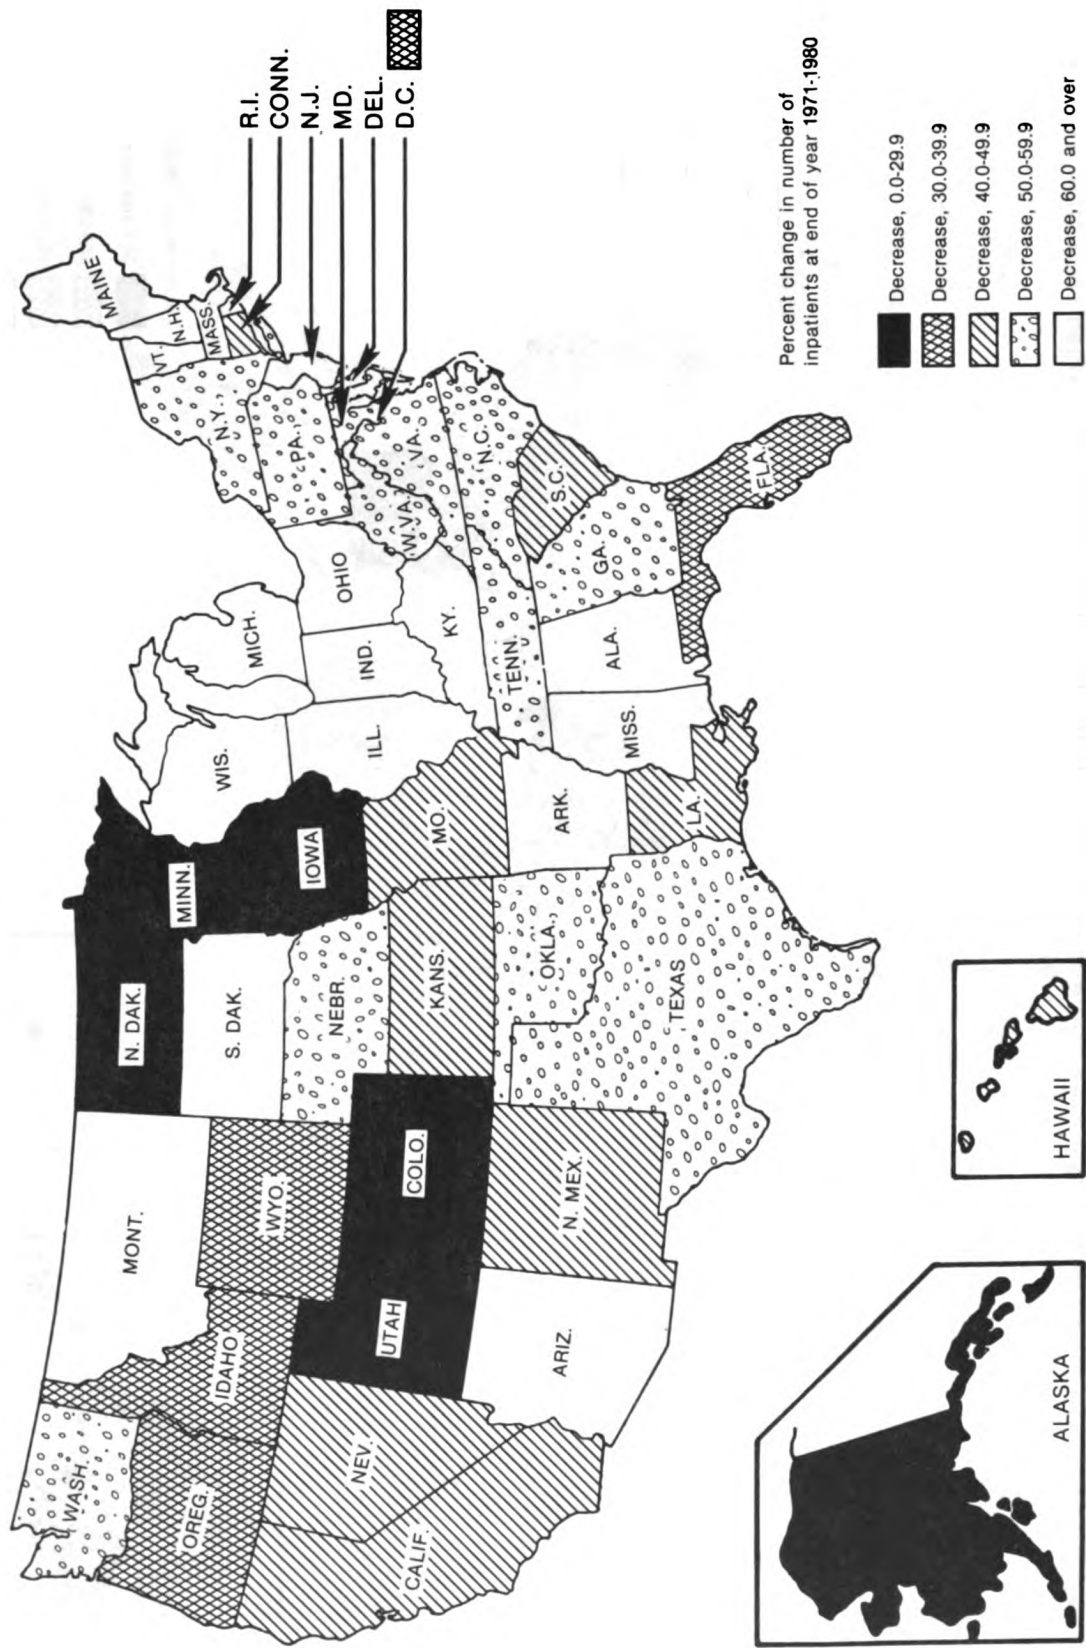 WASH.
OREG.
CALIF.
NEV.
IDAHO
MONT.
WYO.
UTAH
COLO.
ARIZ.
N. MEX.
N. DAK.
S. DAK.
NEBR.
KANS.
OKLA.
TEXAS
MINN.
IOWA
MO.
ARK.
LA.
WIS.
ILL.
MICH.
IND.
OHIO
KY.
TENN.
MISS.
ALA.
GA.
FLA.
S.C.
N.C.
VA.
W.VA.
PA.
N.Y.
VT.
N.H.
MAINE
MASS.
R.I.
CONN.
N.J.
MD.
DEL.
D.C.
ALASKA
HAWAII
Percent change in number of
inpatients at end of year 1971-1980
Decrease, 0.0-29.9
Decrease, 30.0-39.9
Decrease, 40.0-49.9
Decrease, 50.0-59.9
Decrease, 60.0 and over